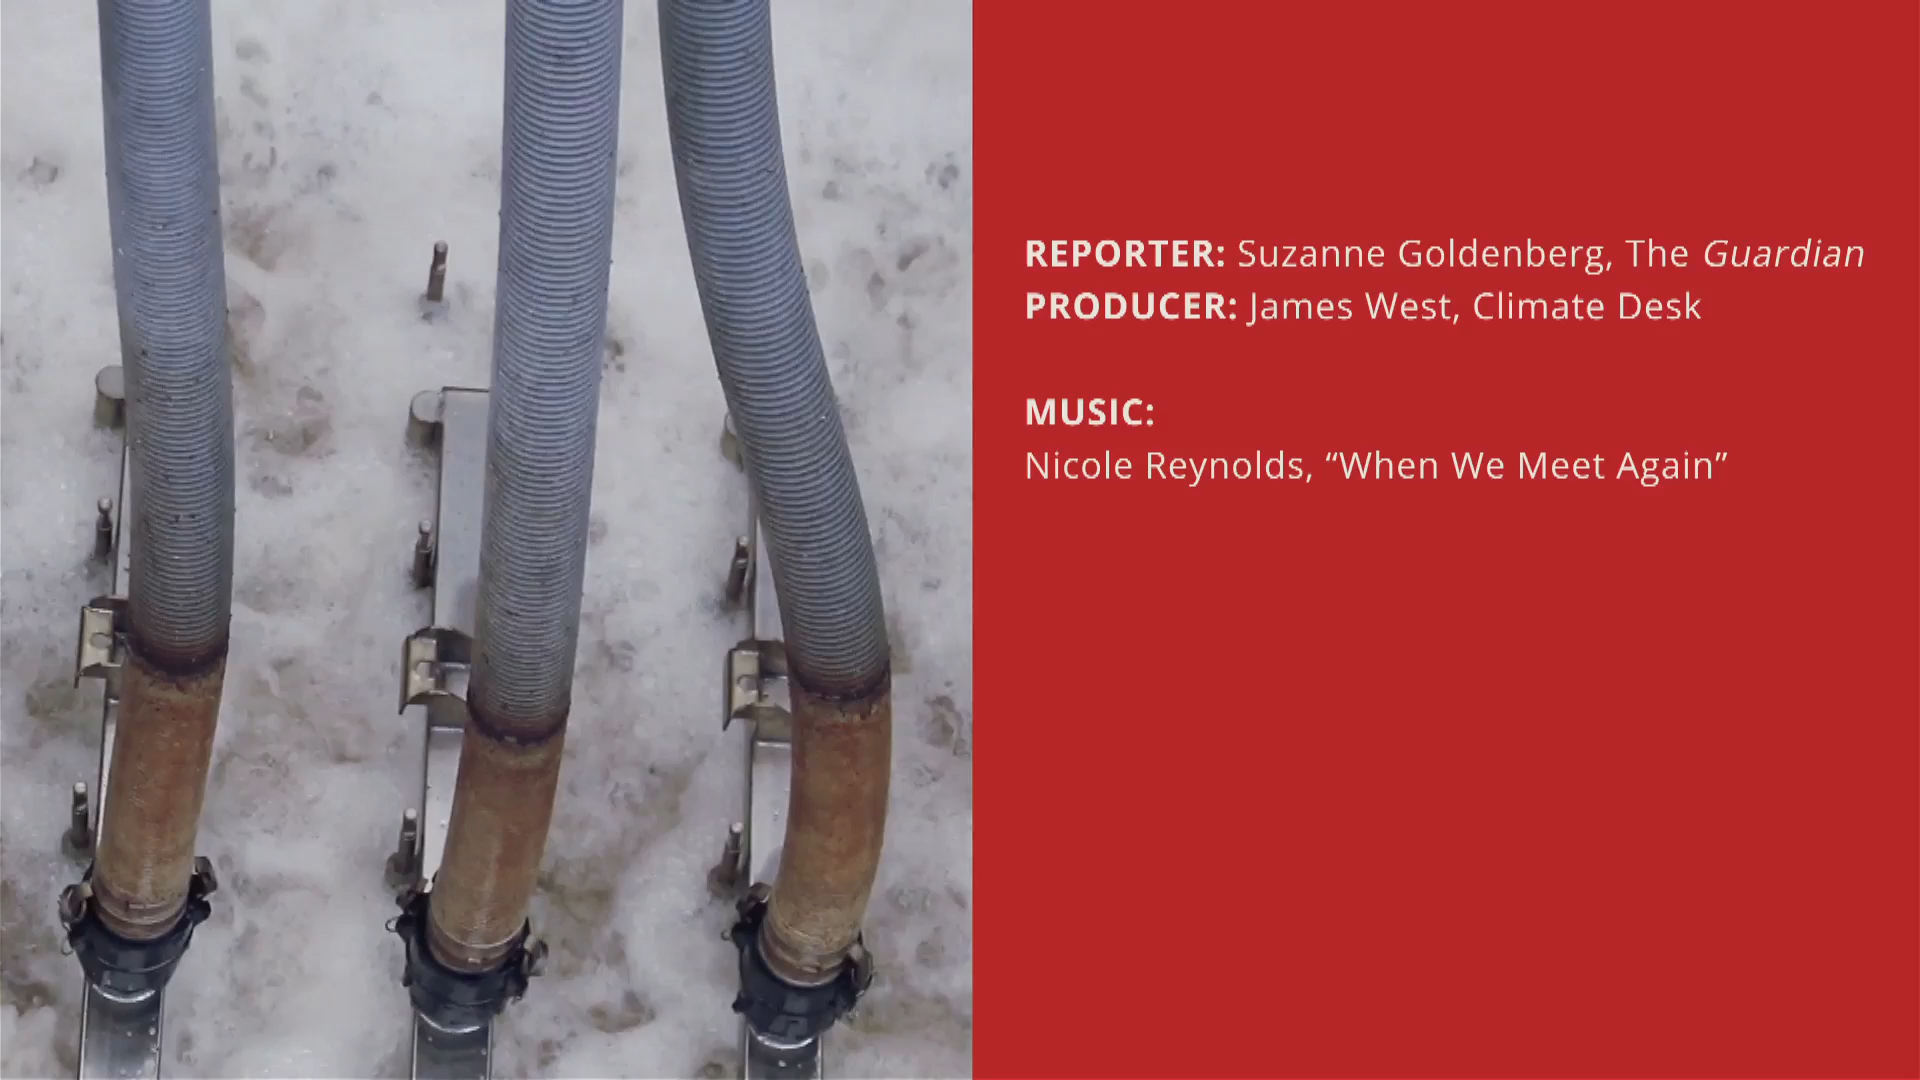 REPORTER: Suzanne Goldenberg, The Guardian
PRODUCER: James West, Climate Desk
MUSIC:
Nicole Reynolds, “When We Meet Again”